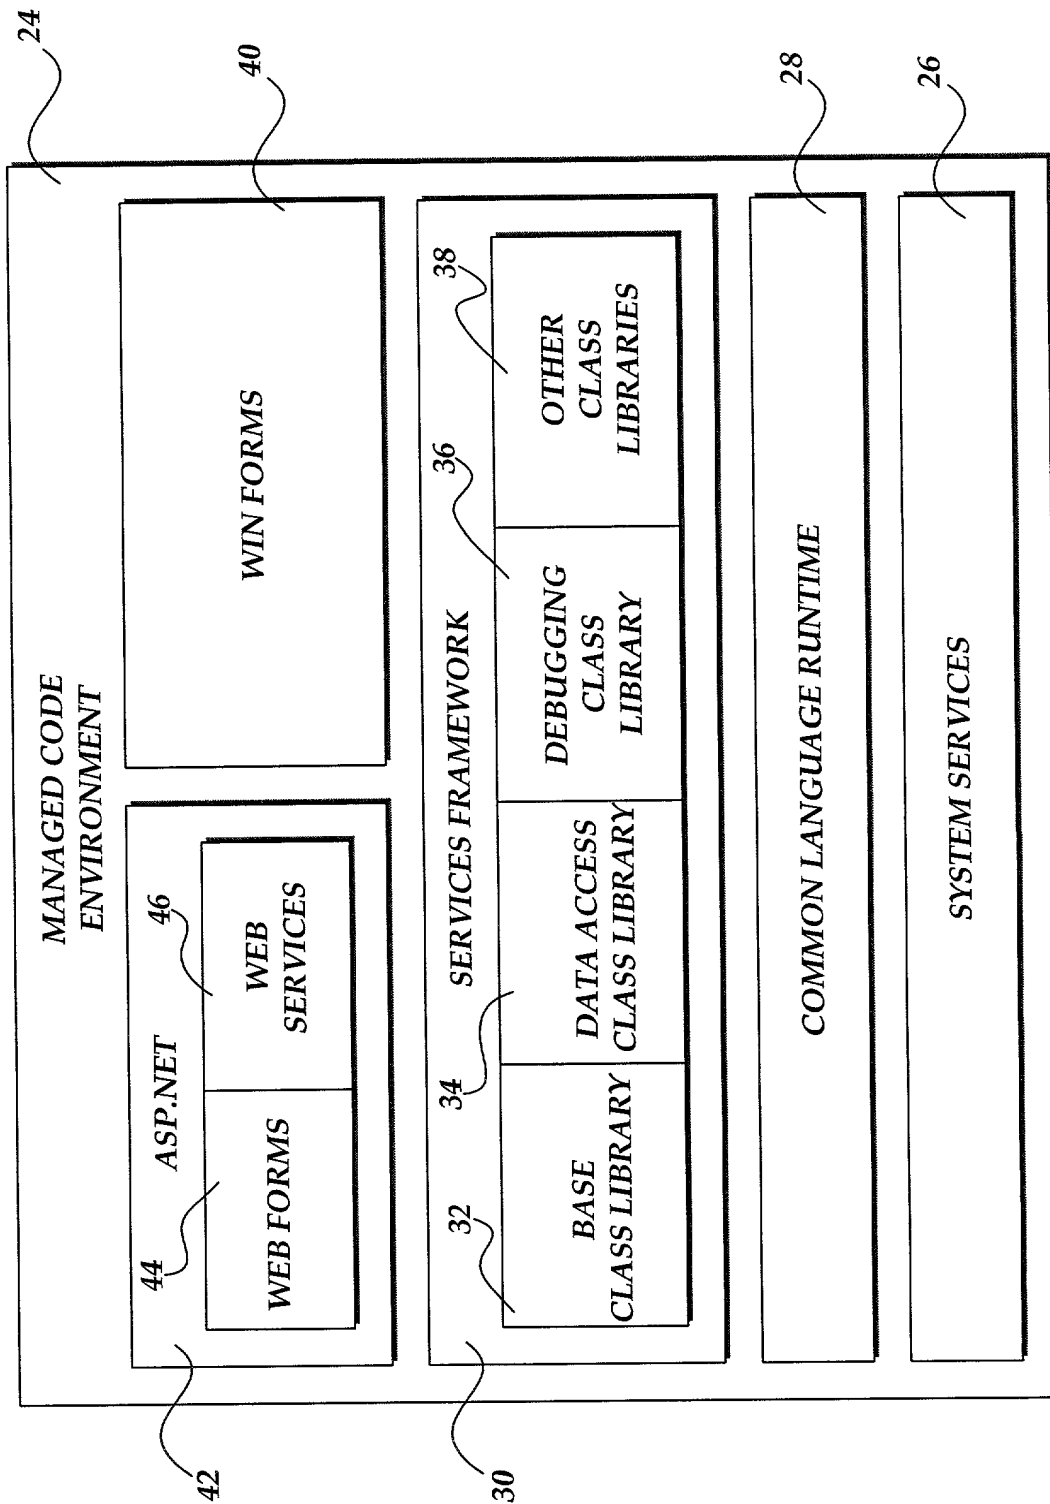 24
MANAGED CODE
ENVIRONMENT
40
WIN FORMS
42
ASP.NET
44
WEB FORMS
46
WEB
SERVICES
30
SERVICES FRAMEWORK
32
BASE
CLASS LIBRARY
34
DATA ACCESS
CLASS LIBRARY
36
DEBUGGING
CLASS
LIBRARY
38
OTHER
CLASS
LIBRARIES
28
COMMON LANGUAGE RUNTIME
26
SYSTEM SERVICES